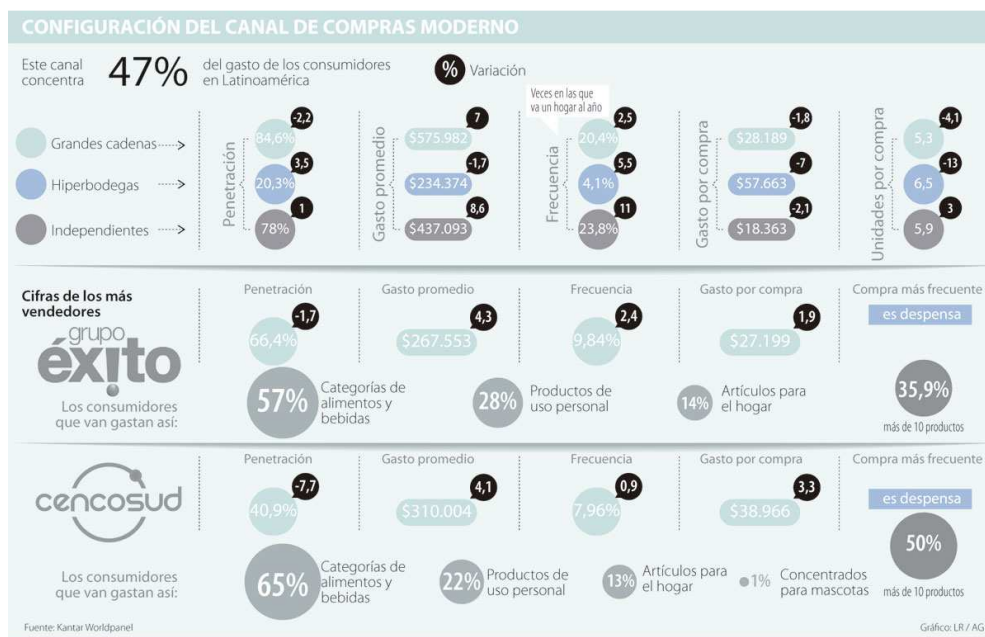 CONFIGURACIÓN DEL CANAL DE COMPRAS MODERNO
Este canal
concentra
47%
del gasto de los consumidores
en Latinoamérica
% Variación
Veces en las que
va un hogar al año
Grandes cadenas
Hiperbodegas
Independientes
Penetración
84,6% -2,2
20,3% 3,5
78% 1
Gasto promedio
$575.982 7
$234.374 -1,7
$437.093 8,6
Frecuencia
20,4% 2,5
4,1% 5,5
23,8% 11
Gasto por compra
$28.189 -1,8
$57.663 -7
$18.363 -2,1
Unidades por compra
5,3 -4,1
6,5 -13
5,9 3
Cifras de los más
vendedores
grupo
éxito
Los consumidores
que van gastan así:
Penetración
66,4% -1,7
Gasto promedio
$267.553 4,3
Frecuencia
9,84% 2,4
Gasto por compra
$27.199 1,9
Compra más frecuente
es despensa
57%
Categorías de
alimentos y
bebidas
28%
Productos de
uso personal
14%
Artículos para
el hogar
35,9%
más de 10 productos
cencosud
Los consumidores
que van gastan así:
Penetración
40,9% -7,7
Gasto promedio
$310.004 4,1
Frecuencia
7,96% 0,9
Gasto por compra
$38.966 3,3
Compra más frecuente
es despensa
65%
Categorías de
alimentos y
bebidas
22%
Productos de
uso personal
13%
Artículos para
el hogar
1%
Concentrados
para mascotas
50%
más de 10 productos
Fuente: Kantar Worldpanel
Gráfico: LR / AG